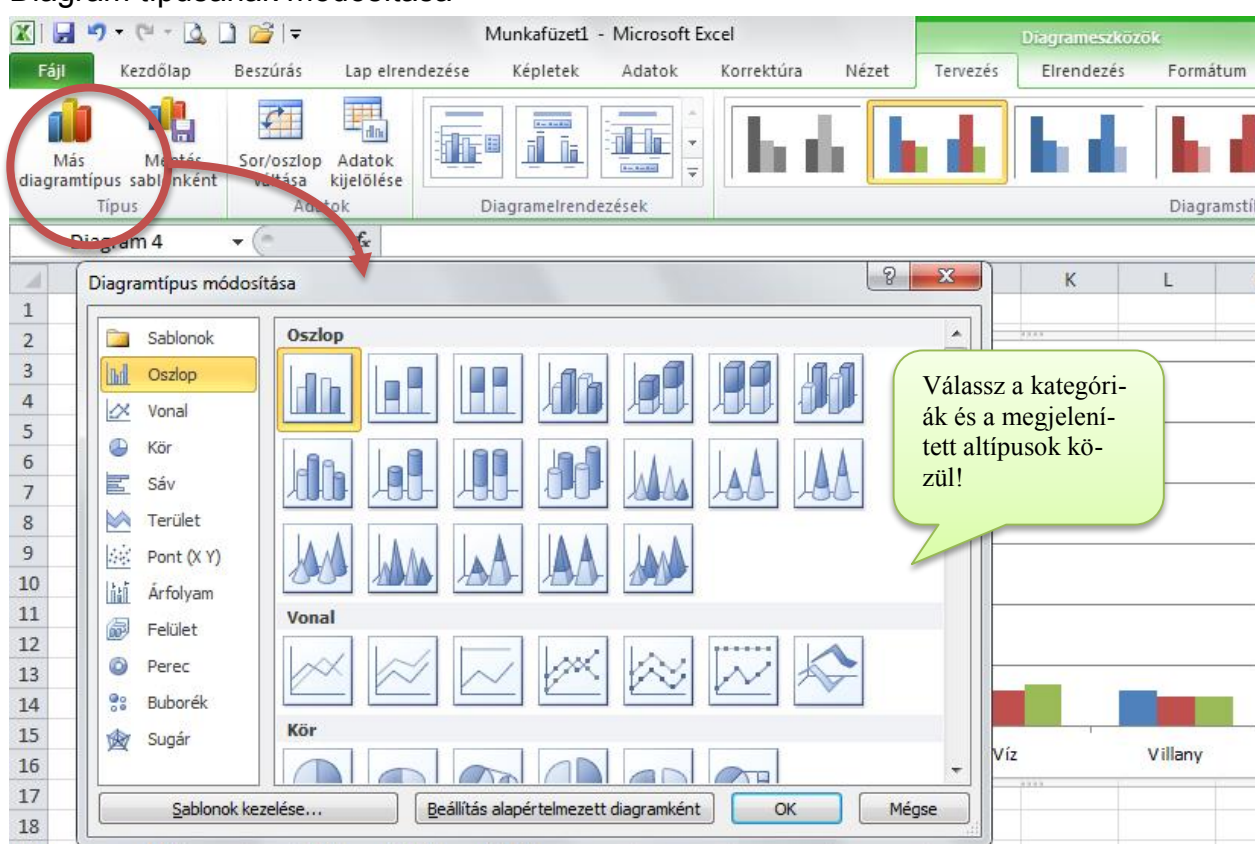 Diagram típusának módosítása
Munkafüzet1 - Microsoft Excel
Diagrameszközök
Fájl Kezdőlap Beszúrás Lap elrendezése Képletek Adatok Korrektúra Nézet Tervezés Elrendezés Formátum
Más diagramtípus
Mentés sablonként
Sor/oszlop váltása
Adatok kijelölése
Típus Adatok Diagramelrendezések
Diagram 4 fx
K L
Diagramtípus módosítása
?
1
2
3
4
5
6
7
8
9
10
11
12
13
14
15
16
17
18
Sablonok
Oszlop
Vonal
Kör
Sáv
Terület
Pont (X Y)
Árfolyam
Felület
Perec
Buborék
Sugár
Oszlop
Vonal
Kör
Válassz a kategóri-
ák és a megjelení-
tett altípusok kö-
zül!
Víz Villany
Sablonok kezelése... Beállítás alapértelmezett diagramként OK Mégse